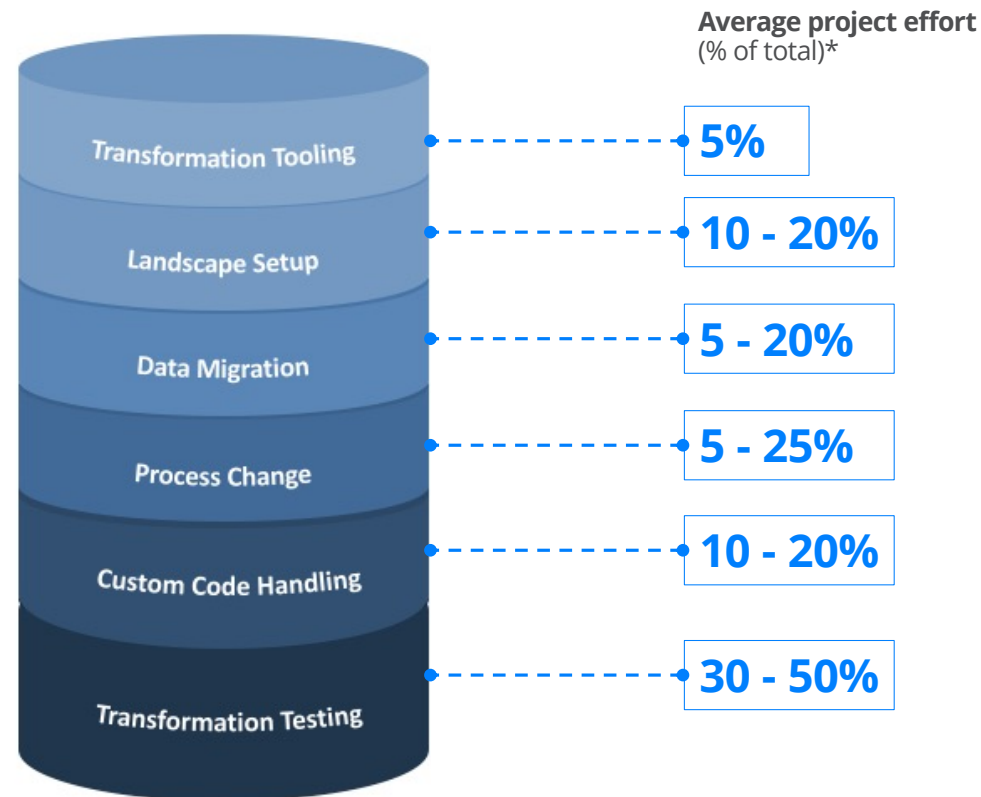 Average project effort
(% of total)*
Transformation Tooling
5%
Landscape Setup
10 - 20%
Data Migration
5 - 20%
Process Change
5 - 25%
Custom Code Handling
10 - 20%
Transformation Testing
30 - 50%